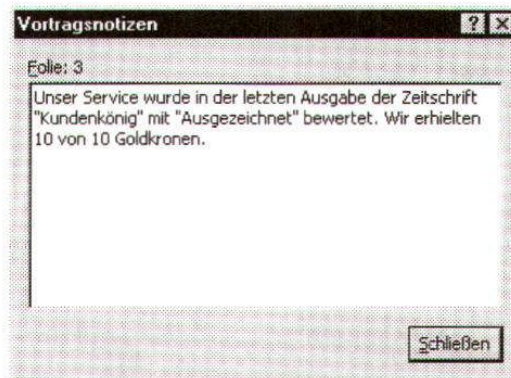 Vortragsnotizen
Folie: 3
Unser Service wurde in der letzten Ausgabe der Zeitschrift
"Kundenkönig" mit "Ausgezeichnet" bewertet. Wir erhielten
10 von 10 Goldkronen.
Schließen